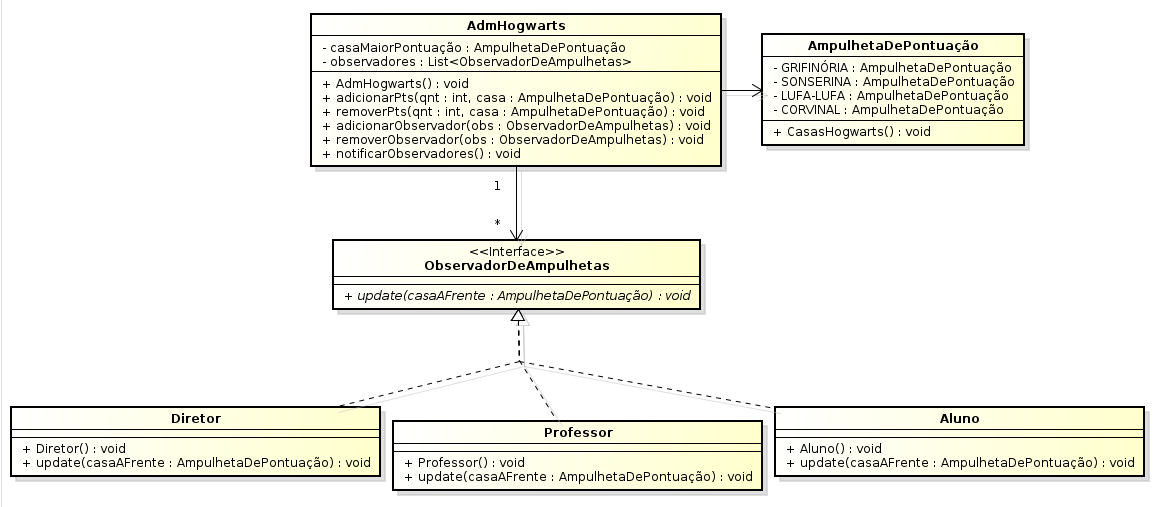 AdmHogwarts
- casaMaiorPontuação : AmpulhetaDePontuação
- observadores : List<ObservadorDeAmpulhetas>
+ AdmHogwarts() : void
+ adicionarPts(qnt : int, casa : AmpulhetaDePontuação) : void
+ removerPts(qnt : int, casa : AmpulhetaDePontuação) : void
+ adicionarObservador(obs : ObservadorDeAmpulhetas) : void
+ removerObservador(obs : ObservadorDeAmpulhetas) : void
+ notificarObservadores() : void
AmpulhetaDePontuação
- GRIFINÓRIA : AmpulhetaDePontuação
- SONSERINA : AmpulhetaDePontuação
- LUFA-LUFA : AmpulhetaDePontuação
- CORVINAL : AmpulhetaDePontuação
+ CasasHogwarts() : void
1
*
<<Interface>>
ObservadorDeAmpulhetas
+ update(casaAFrente : AmpulhetaDePontuação) : void
Diretor
+ Diretor() : void
+ update(casaAFrente : AmpulhetaDePontuação) : void
Professor
+ Professor() : void
+ update(casaAFrente : AmpulhetaDePontuação) : void
Aluno
+ Aluno() : void
+ update(casaAFrente : AmpulhetaDePontuação) : void